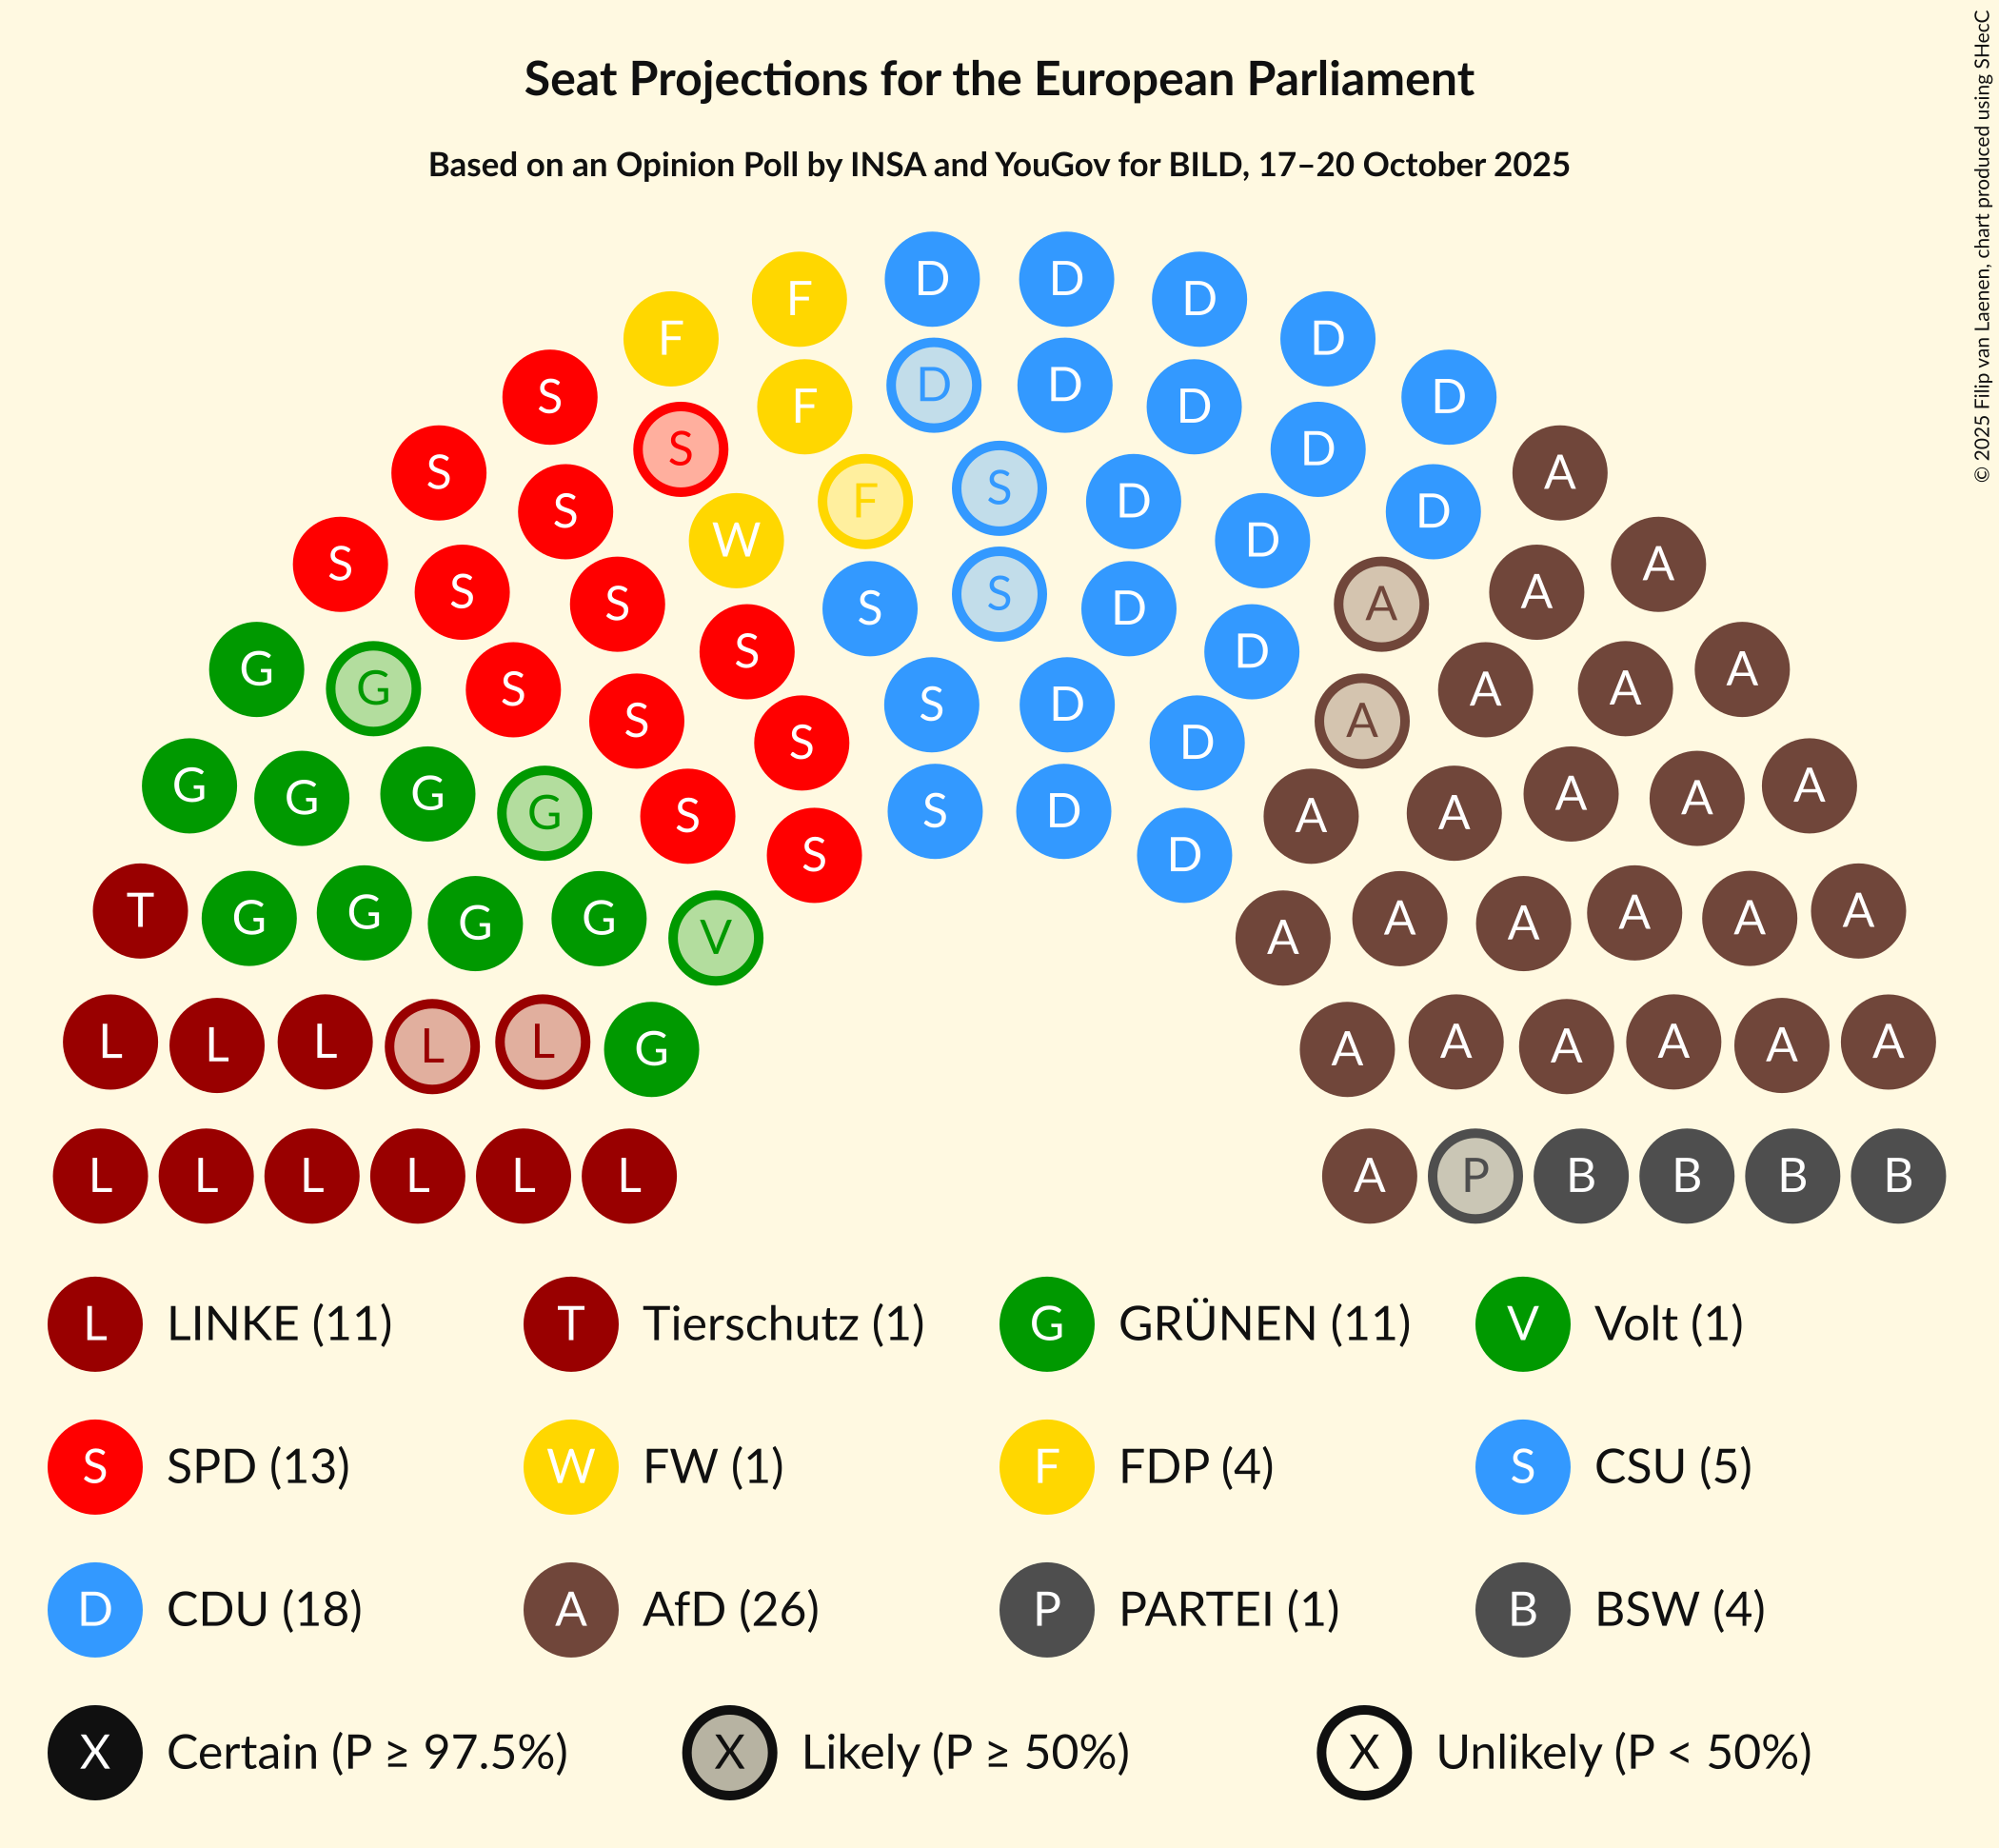 Seat Projections for the European Parliament
Based on an Opinion Poll by INSA and YouGov for BILD, 17–20 October 2025
© 2025 Filip van Laenen, chart produced using SHecC
D D
F D
F D
D D
F D
S D
S F S D
S D A
S W D
S S D A
S S S D A A
S S D
G G S S D A A A
S D A
G G G G S S D A A A A A
S S D D
T G G G G V A A A A A A
L L L L L G A A A A A A
L L L L L L A P B B B B
L LINKE (11) T Tierschutz (1) G GRÜNEN (11) V Volt (1)
S SPD (13) W FW (1) F FDP (4) S CSU (5)
D CDU (18) A AfD (26) P PARTEI (1) B BSW (4)
X Certain (P ≥ 97.5%) X Likely (P ≥ 50%) X Unlikely (P < 50%)